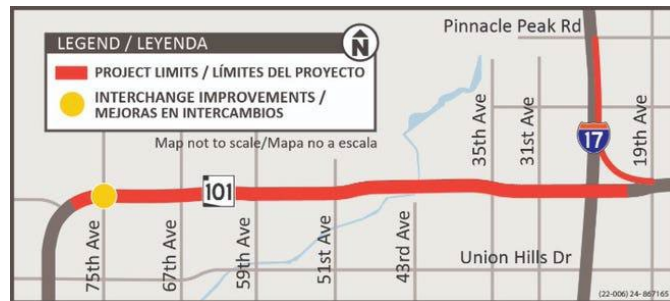 Pinnacle Peak Rd
LEGEND / LEYENDA
N
PROJECT LIMITS / LÍMITES DEL PROYECTO
INTERCHANGE IMPROVEMENTS /
MEJORAS EN INTERCAMBIOS
Map not to scale/Mapa no a escala
35th Ave
31st Ave
17
19th Ave
101
75th Ave
67th Ave
59th Ave
51st Ave
43rd Ave
Union Hills Dr
(22-006) 24- 867165